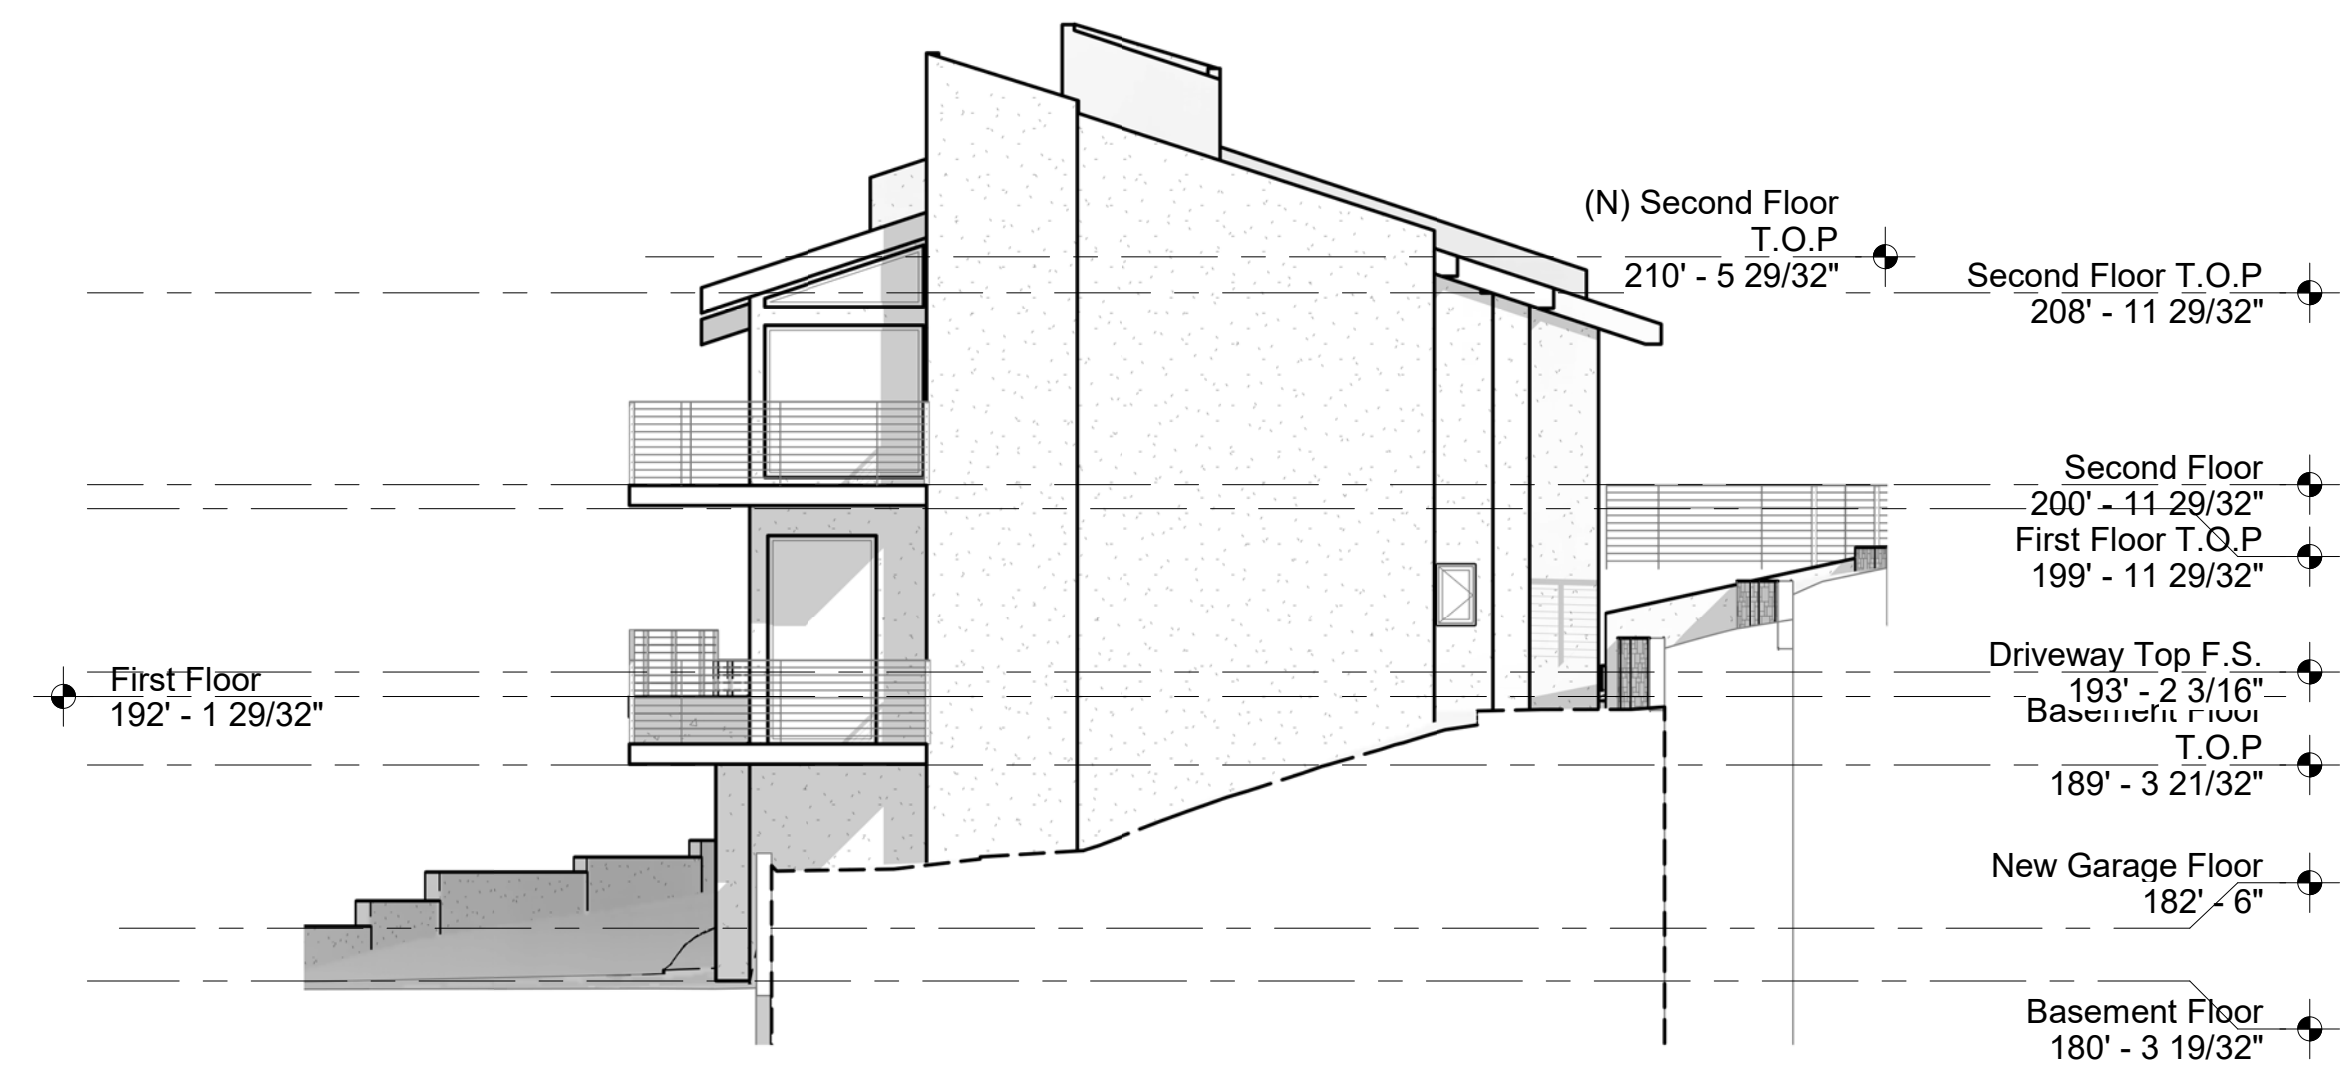 (N) Second Floor
T.O.P
210' - 5 29/32"
Second Floor T.O.P
208' - 11 29/32"
Second Floor
200' - 11 29/32"
First Floor T.O.P
199' - 11 29/32"
First Floor
192' - 1 29/32"
Driveway Top F.S.
193' - 2 3/16"
Basement Floor
T.O.P
189' - 3 21/32"
New Garage Floor
182' - 6"
Basement Floor
180' - 3 19/32"